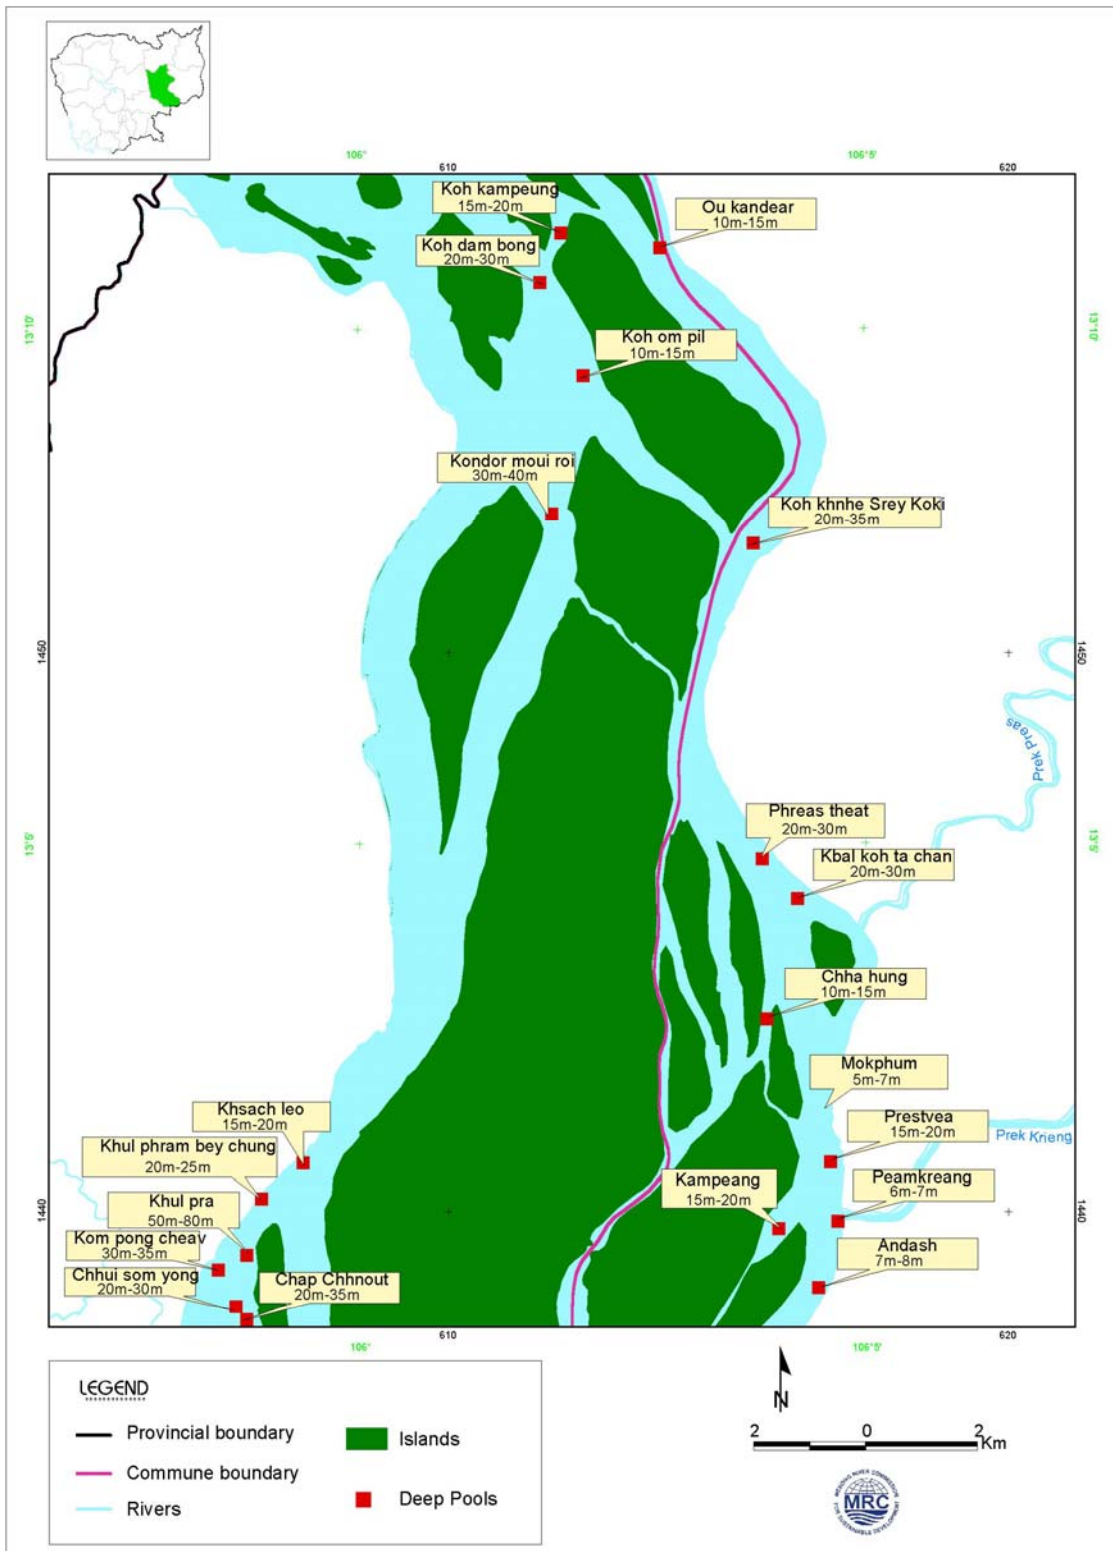 106°
610
106°5'
620
Koh kampeung
15m-20m
Ou kandear
10m-15m
Koh dam bong
20m-30m
13°10'
13°10'
Koh om pil
10m-15m
Kondor moui roi
30m-40m
Koh khnhe Srey Koki
20m-35m
1450
1450
Prek Preas
Phreas theat
20m-30m
13°5'
13°5'
Kbal koh ta chan
20m-30m
Chha hung
10m-15m
Mokphum
5m-7m
Khsach leo
15m-20m
Prestvea
15m-20m
Prek Krieng
Khul phram bey chung
20m-25m
Kampeang
15m-20m
Peamkreang
6m-7m
Khul pra
50m-80m
1440
1440
Kom pong cheav
30m-35m
Andash
7m-8m
Chhui som yong
20m-30m
Chap Chhnout
20m-35m
106°
610
106°5'
620
N
LEGEND
Provincial boundary
Commune boundary
Rivers
Islands
Deep Pools
2 0 2
Km
MEKONG RIVER COMMISSION
MRC
FOR SUSTAINABLE DEVELOPMENT